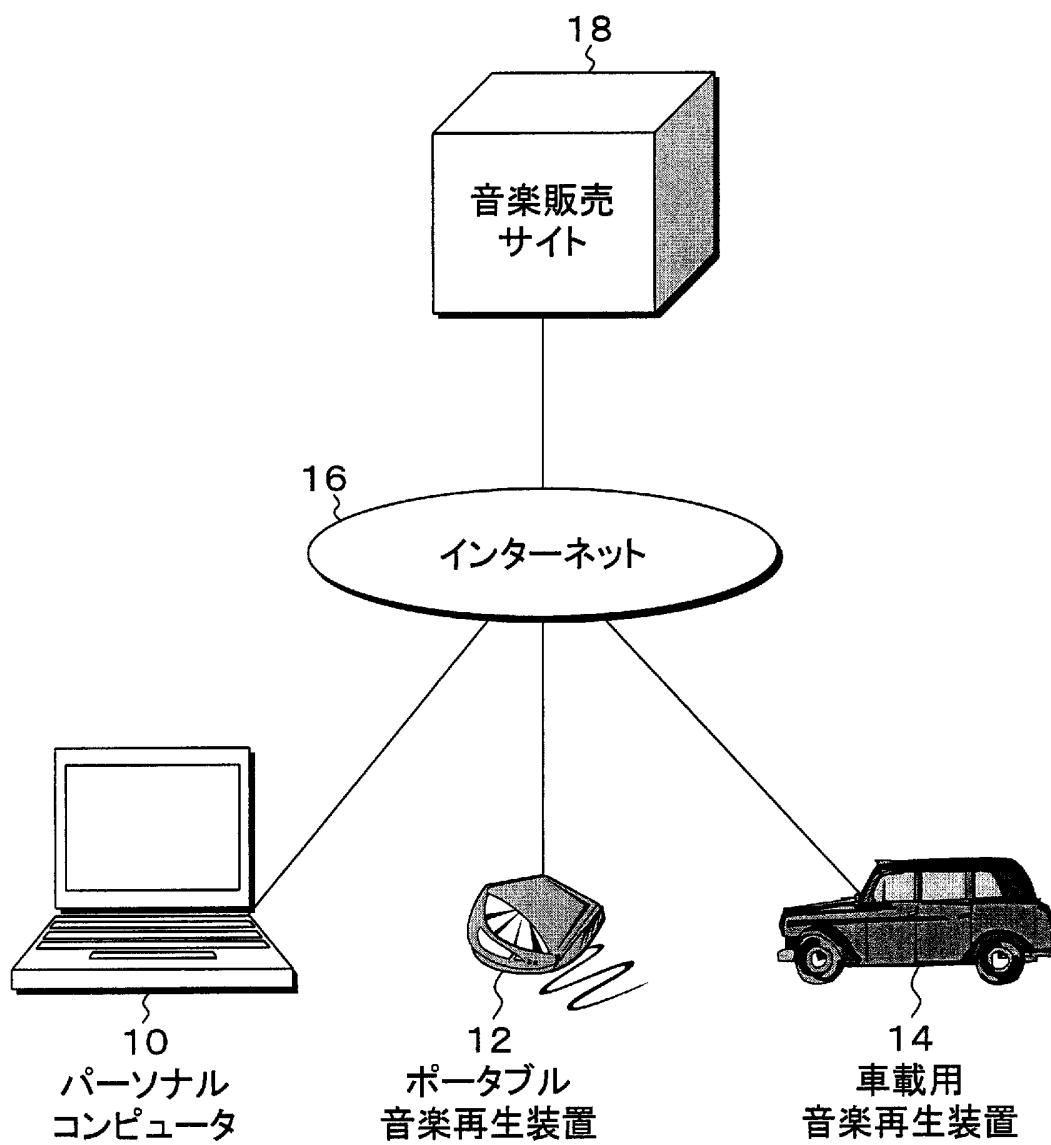 18
音楽販売
サイト
16
インターネット
10
パーソナル
コンピュータ
12
ポータブル
音楽再生装置
14
車載用
音楽再生装置